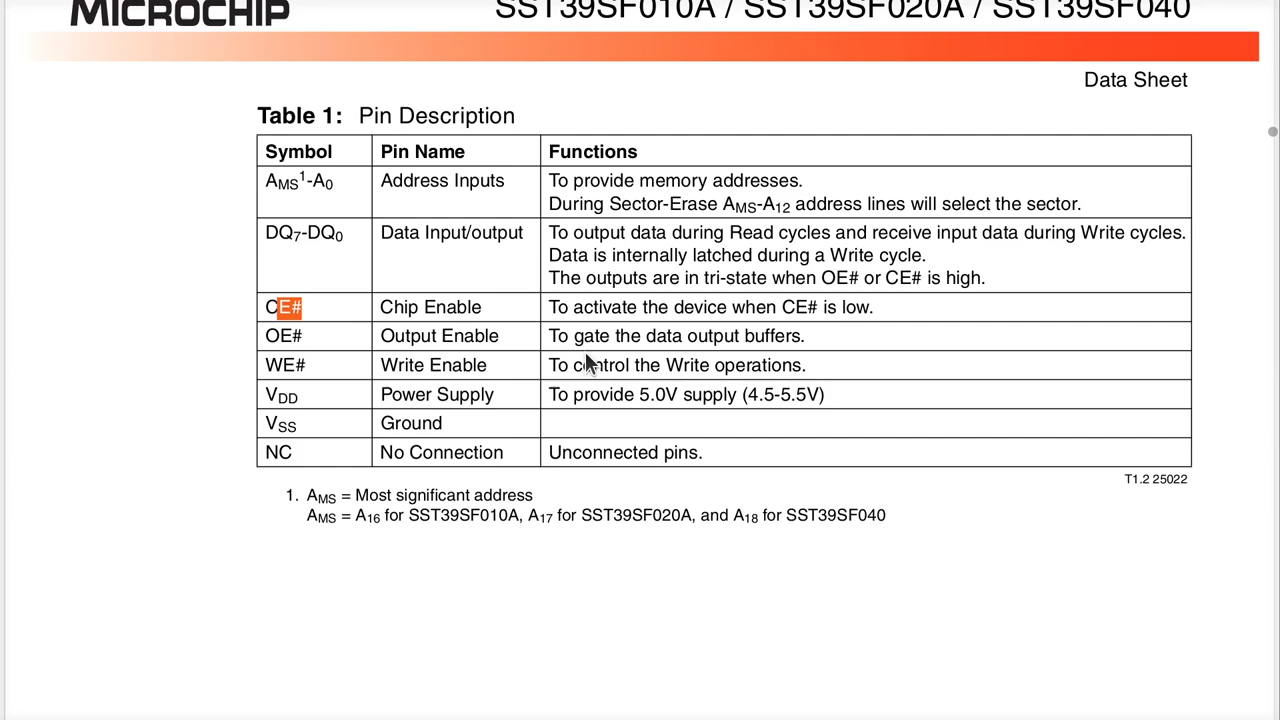 MICROCHIP
SST39SF010A / SST39SF020A / SST39SF040
Data Sheet
Table 1: Pin Description
Symbol Pin Name Functions
AMS1-A0 Address Inputs To provide memory addresses.
During Sector-Erase AMS-A12 address lines will select the sector.
DQ7-DQ0 Data Input/output To output data during Read cycles and receive input data during Write cycles.
Data is internally latched during a Write cycle.
The outputs are in tri-state when OE# or CE# is high.
CE# Chip Enable To activate the device when CE# is low.
OE# Output Enable To gate the data output buffers.
WE# Write Enable To control the Write operations.
VDD Power Supply To provide 5.0V supply (4.5-5.5V)
VSS Ground
NC No Connection Unconnected pins.
T1.2 25022
1. AMS = Most significant address
AMS = A16 for SST39SF010A, A17 for SST39SF020A, and A18 for SST39SF040